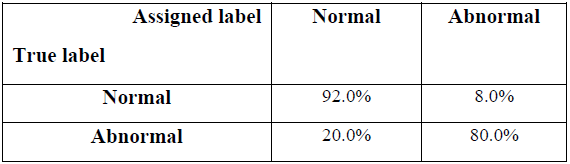 Assigned label Normal Abnormal
True label
Normal 92.0% 8.0%
Abnormal 20.0% 80.0%